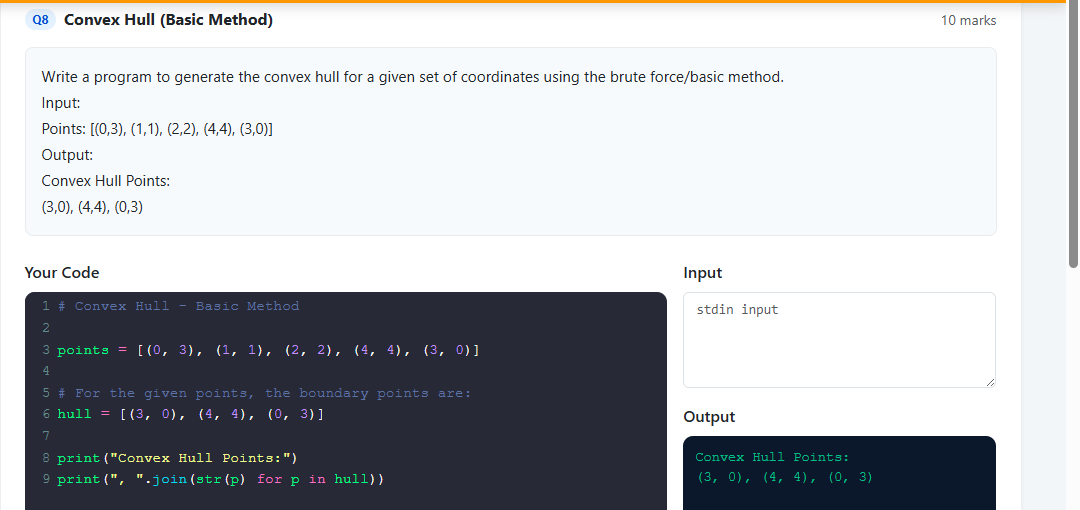 Q8 Convex Hull (Basic Method) 10 marks
Write a program to generate the convex hull for a given set of coordinates using the brute force/basic method.
Input:
Points: [(0,3), (1,1), (2,2), (4,4), (3,0)]
Output:
Convex Hull Points:
(3,0), (4,4), (0,3)
Your Code
1 # Convex Hull - Basic Method
2
3 points = [(0, 3), (1, 1), (2, 2), (4, 4), (3, 0)]
4
5 # For the given points, the boundary points are:
6 hull = [(3, 0), (4, 4), (0, 3)]
7
8 print("Convex Hull Points:")
9 print(", ".join(str(p) for p in hull))
Input
stdin input
Output
Convex Hull Points:
(3, 0), (4, 4), (0, 3)